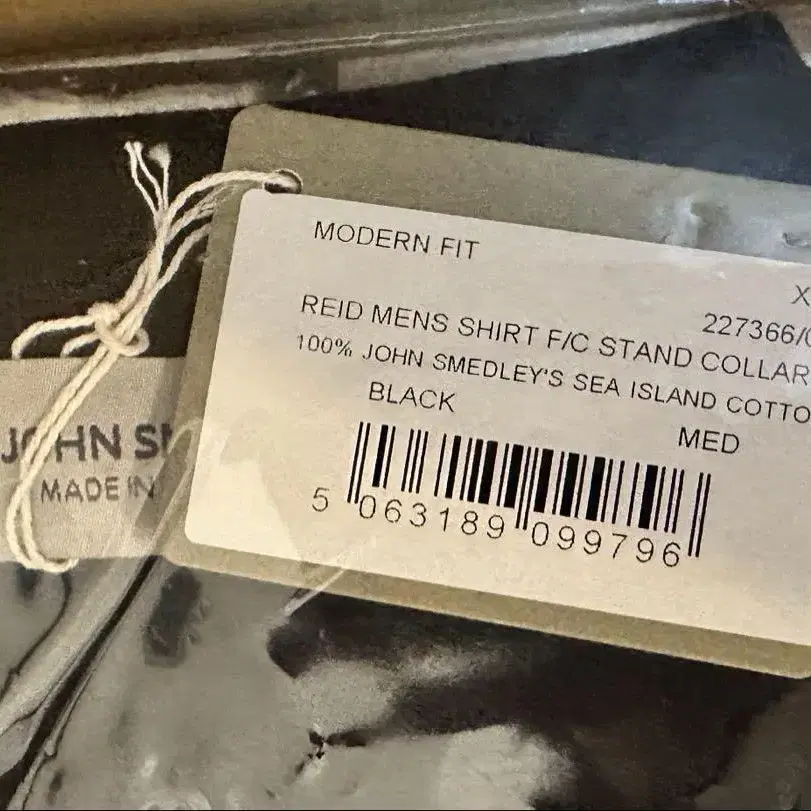 MODERN FIT
X
227366/
REID MENS SHIRT F/C STAND COLLAR
100% JOHN SMEDLEY'S SEA ISLAND COTTO
BLACK
MED
5 063189 099796
JOHN S
MADE IN